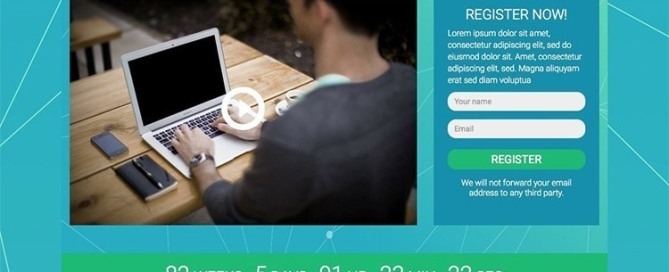 REGISTER NOW!
Lorem ipsum dolor sit amet,
consectetur adipiscing elit, sed do
eiusmod dolor sit. Amet, consectetur
adipiscing elit, sed. Magna aliquyam
erat sed diam voluptua
Your name
Email
REGISTER
We will not forward your email
address to any third party.